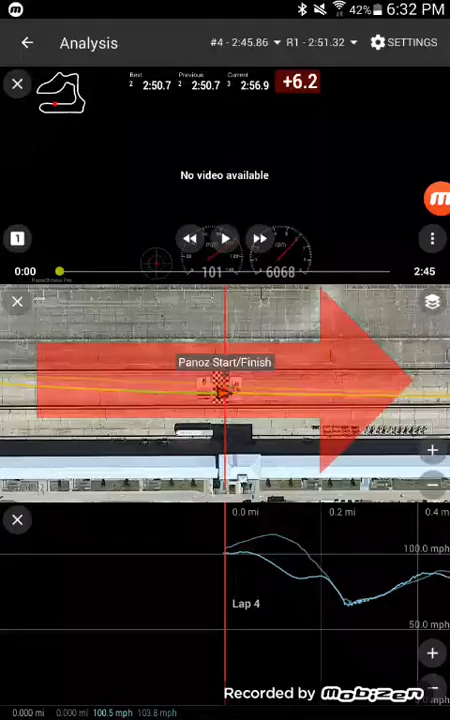 42% 6:32 PM
Analysis
#4 - 2:45.86
R1 - 2:51.32
SETTINGS
Best
2 2:50.7
Previous
2 2:50.7
Current
3 2:56.9
+6.2
No video available
1
101
6068
0:00
2:45
Panoz Start/Finish
0.0 mi
0.2 mi
0.4 m
100.0 mph
Lap 4
50.0 mph
Recorded by MOBIZEN
0.000 mi 0.000 mi 100.5 mph 103.8 mph